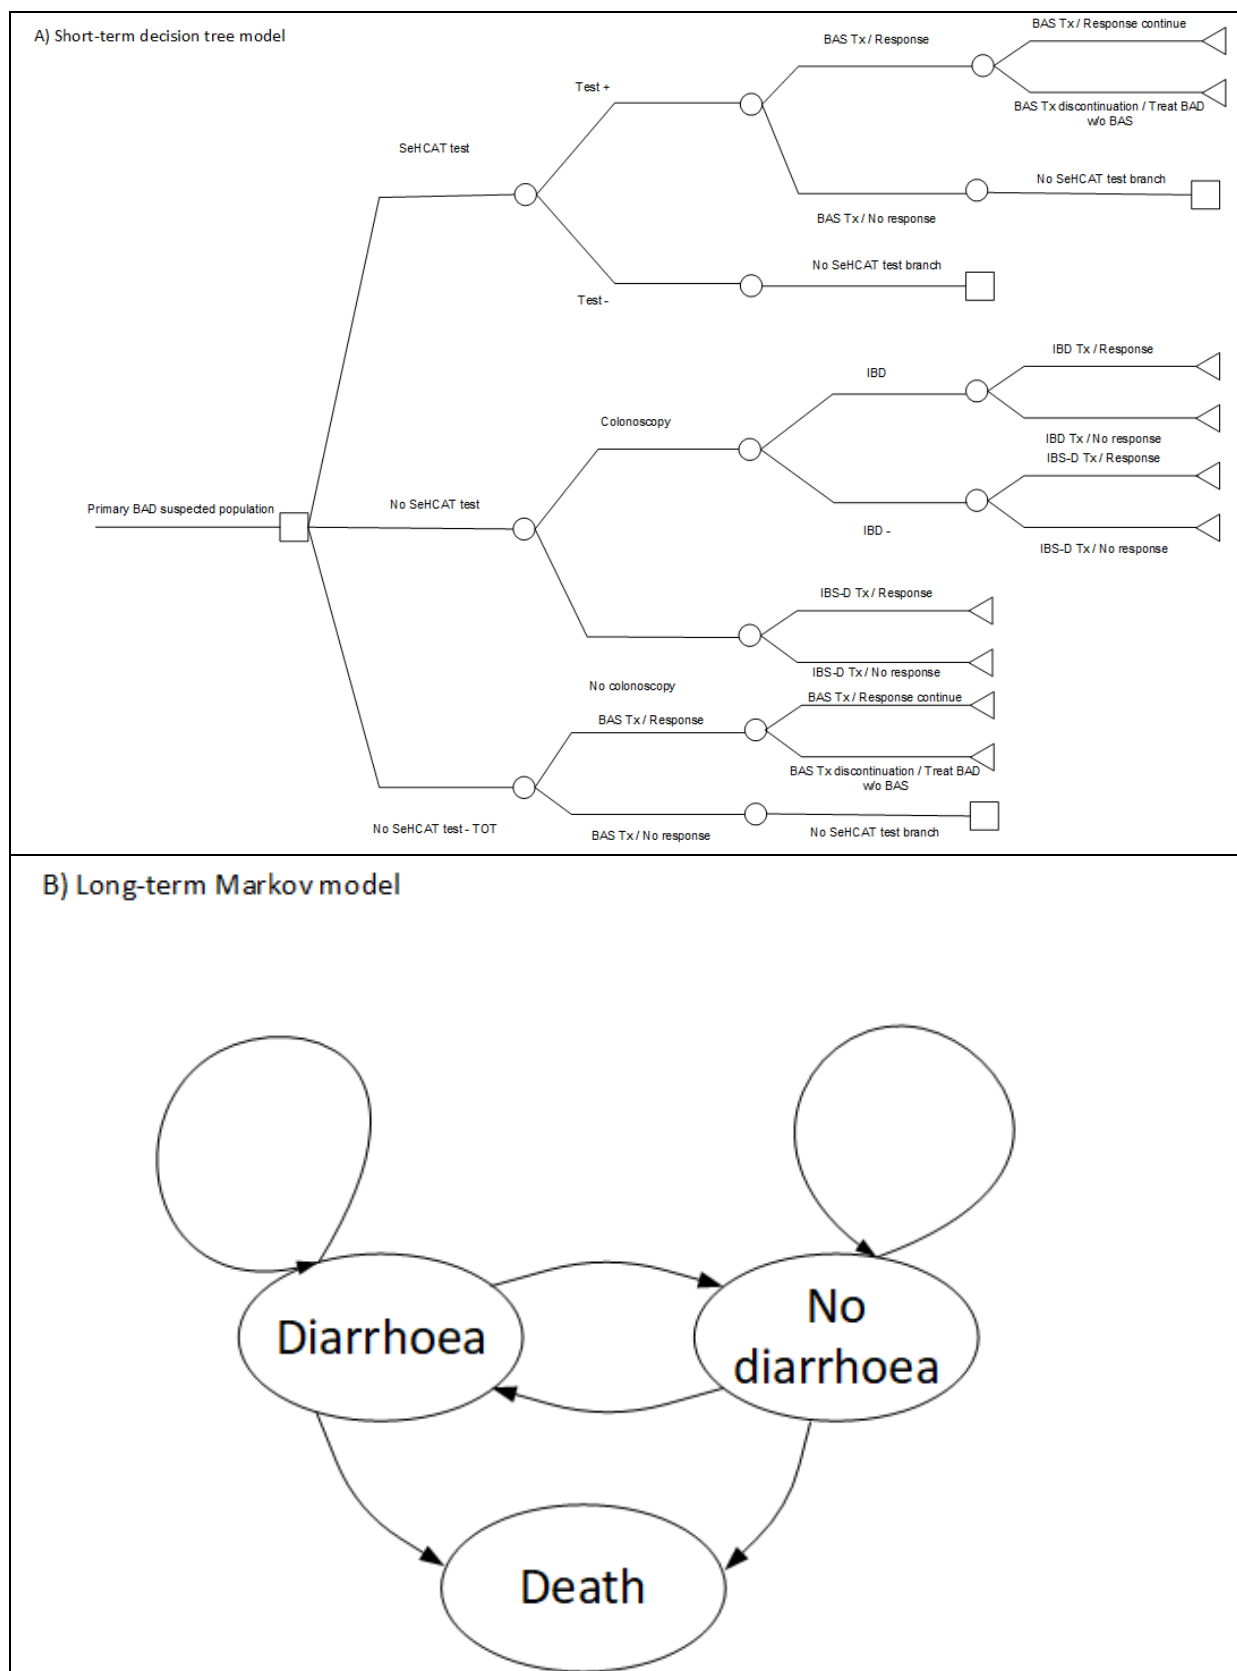 A) Short-term decision tree model
BAS Tx / Response continue
BAS Tx / Response
BAS Tx discontinuation / Treat BAD
w/o BAS
Test +
SeHCAT test
No SeHCAT test branch
BAS Tx / No response
No SeHCAT test branch
Test -
IBD Tx / Response
IBD
Colonoscopy
IBD Tx / No response
IBS-D Tx / Response
Primary BAD suspected population
No SeHCAT test
IBD -
IBS-D Tx / No response
IBS-D Tx / Response
IBS-D Tx / No response
No colonoscopy
BAS Tx / Response continue
BAS Tx / Response
BAS Tx discontinuation / Treat BAD
w/o BAS
No SeHCAT test - TOT
BAS Tx / No response
No SeHCAT test branch
B) Long-term Markov model
Diarrhoea
No
diarrhoea
Death